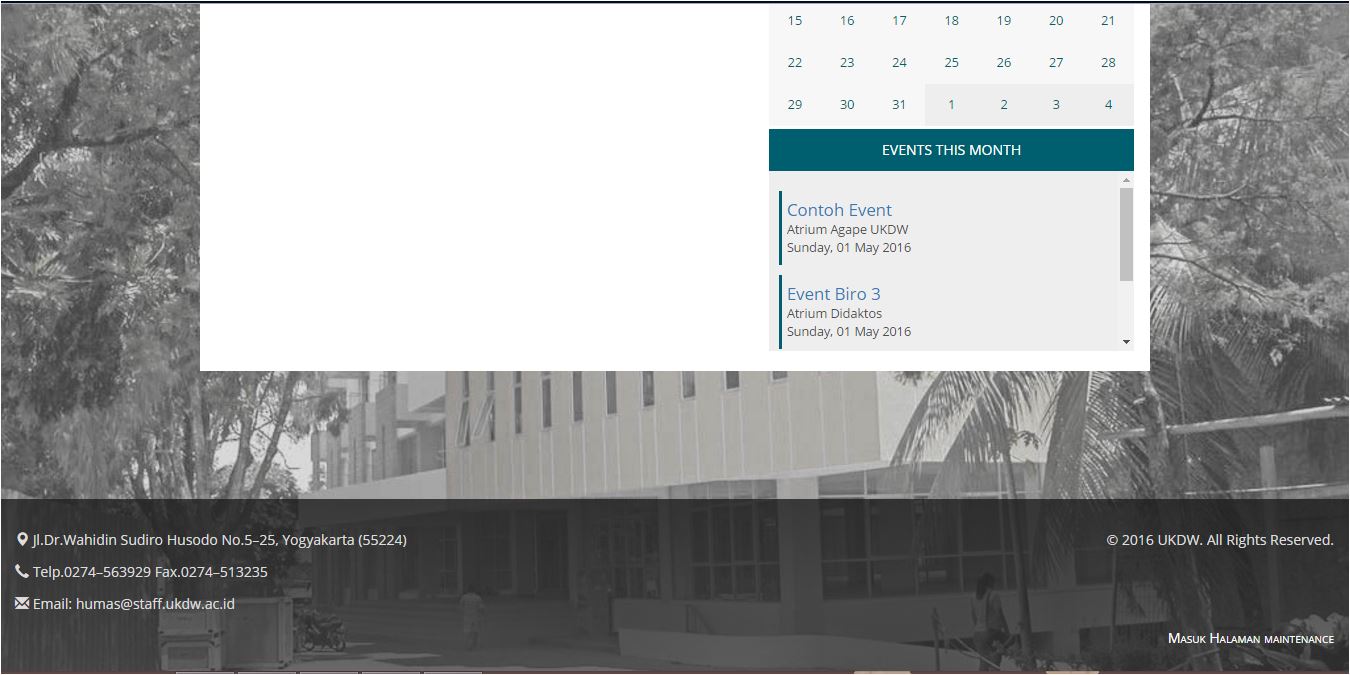 15 16 17 18 19 20 21
22 23 24 25 26 27 28
29 30 31 1 2 3 4
EVENTS THIS MONTH
Contoh Event
Atrium Agape UKDW
Sunday, 01 May 2016
Event Biro 3
Atrium Didaktos
Sunday, 01 May 2016
Jl.Dr.Wahidin Sudiro Husodo No.5–25, Yogyakarta (55224)
Telp.0274–563929 Fax.0274–513235
Email: humas@staff.ukdw.ac.id
© 2016 UKDW. All Rights Reserved.
Masuk Halaman maintenance